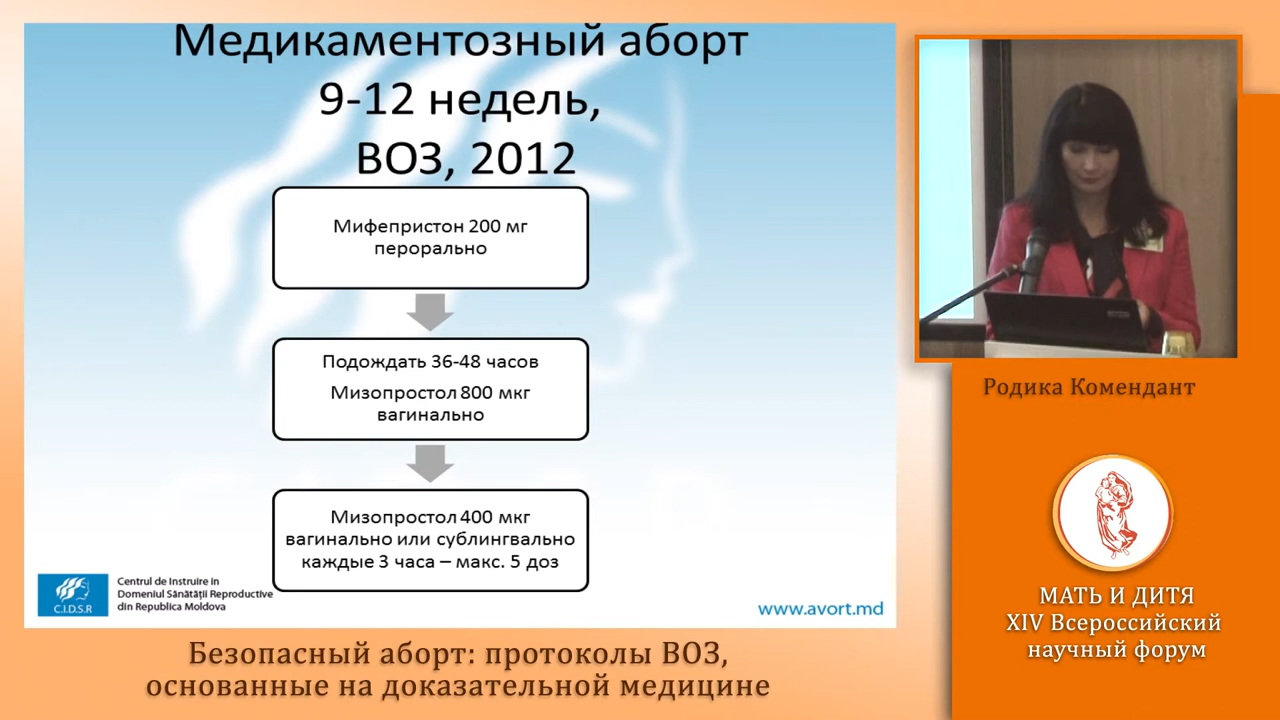 Медикаментозный аборт
9-12 недель,
ВОЗ, 2012
Мифепристон 200 мг
перорально
Подождать 36-48 часов
Мизопростол 800 мкг
вагинально
Мизопростол 400 мкг
вагинально или сублингвально
каждые 3 часа – макс. 5 доз
C.I.D.S.R
Centrul de Instruire in
Domeniul Sănătății Reproductive
din Republica Moldova
www.avort.md
Безопасный аборт: протоколы ВОЗ,
основанные на доказательной медицине
Родика Комендант
МАТЬ И ДИТЯ
XIV Всероссийский
научный форум